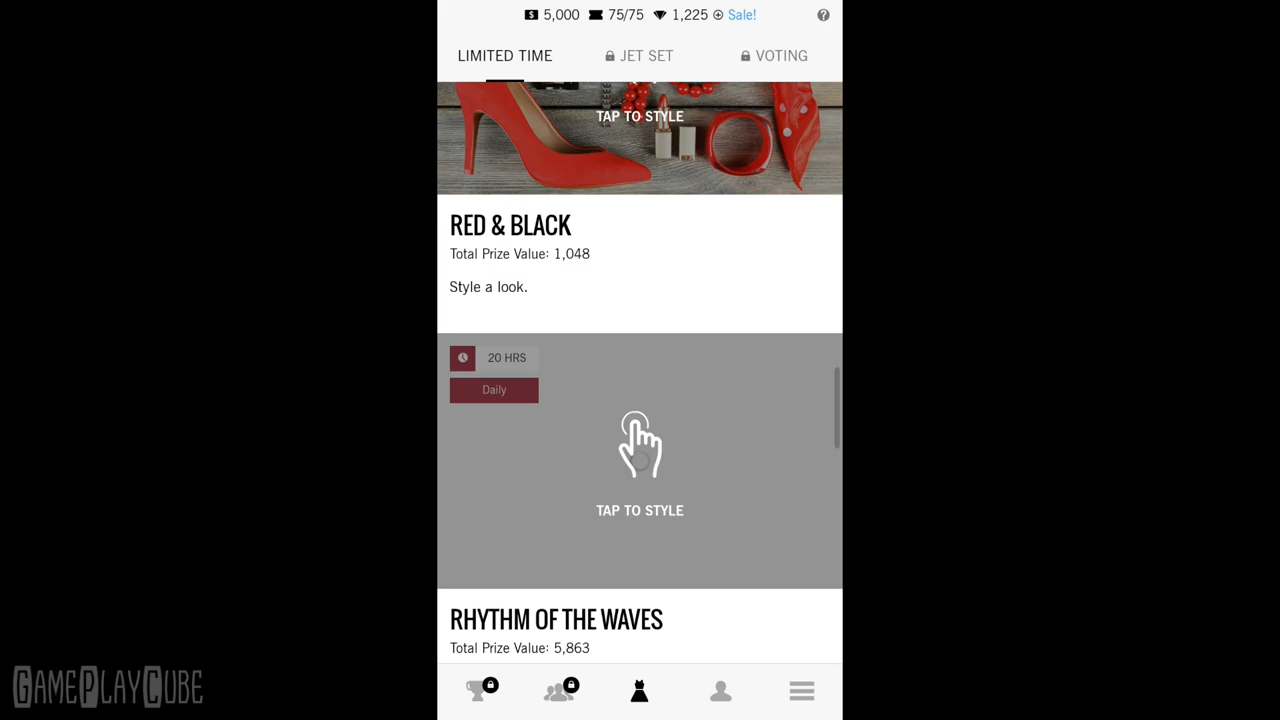 5,000 75/75 1,225 Sale!
LIMITED TIME JET SET VOTING
TAP TO STYLE
RED & BLACK
Total Prize Value: 1,048
Style a look.
20 HRS
Daily
TAP TO STYLE
RHYTHM OF THE WAVES
Total Prize Value: 5,863
GAMEPLAYCUBE